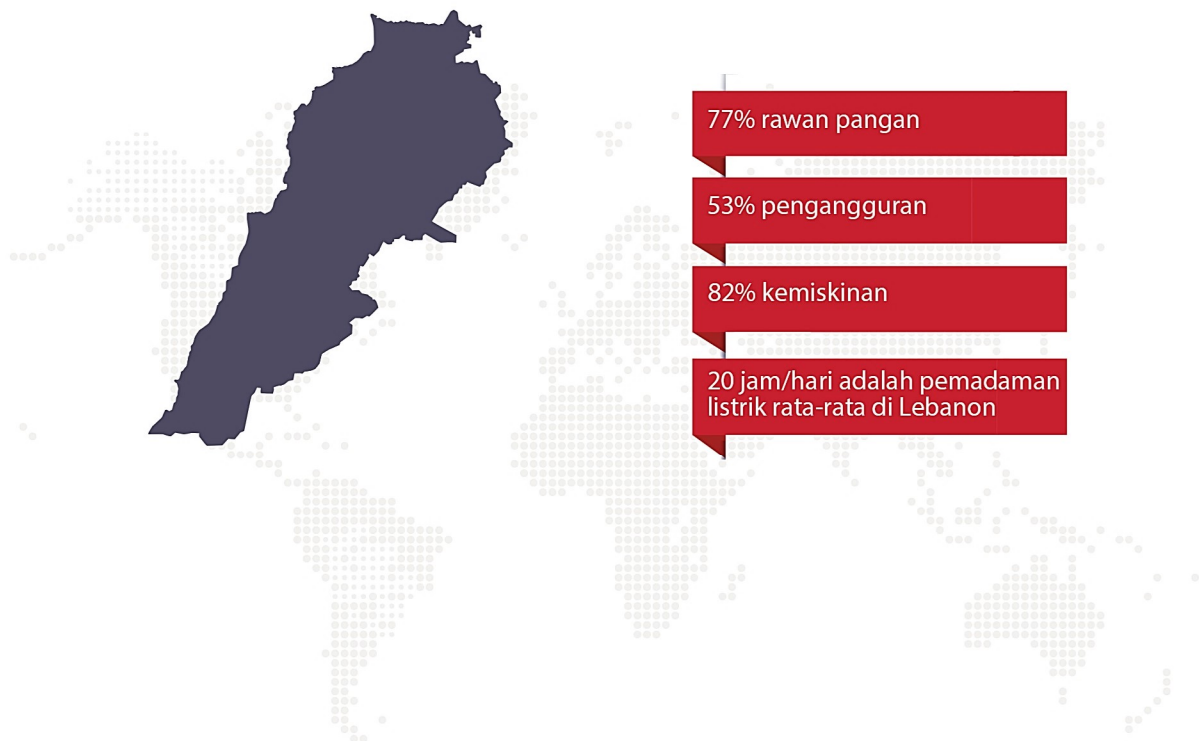 77% rawan pangan
53% pengangguran
82% kemiskinan
20 jam/hari adalah pemadaman
listrik rata-rata di Lebanon